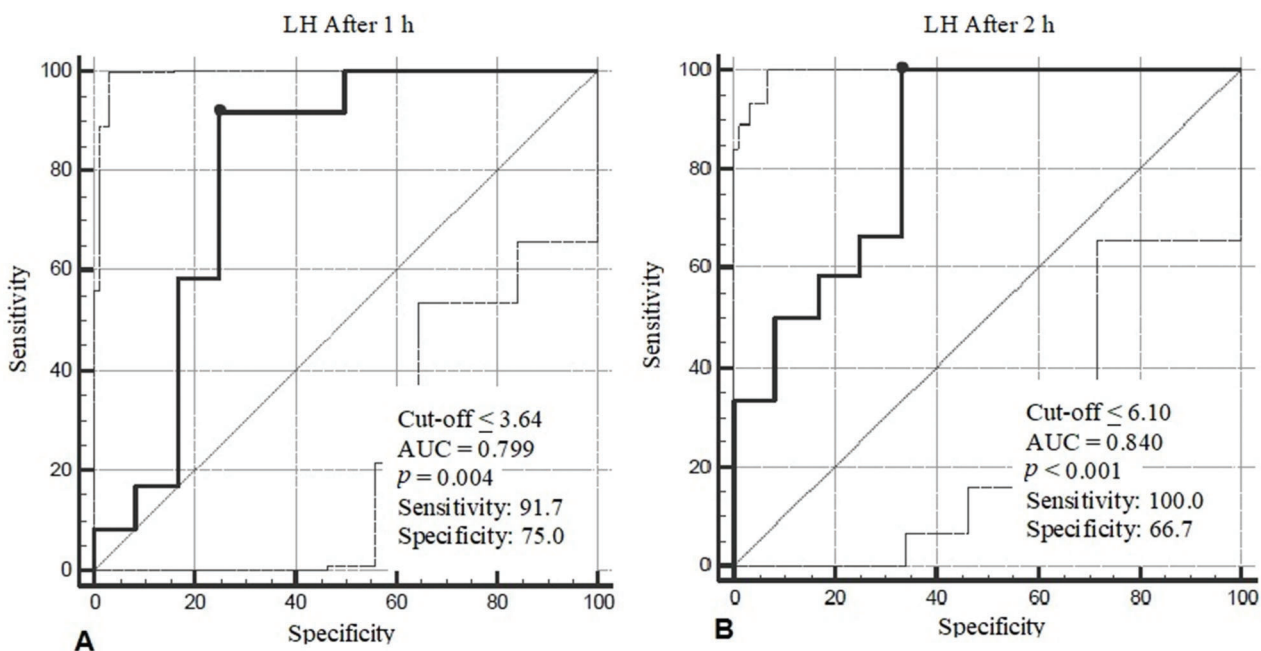 LH After 1 h
100
80
60
40
20
0
Sensitivity
0
20
40
60
80
100
Specificity
Cut-off ≤ 3.64
AUC = 0.799
p = 0.004
Sensitivity: 91.7
Specificity: 75.0
A
LH After 2 h
100
80
60
40
20
0
Sensitivity
0
20
40
60
80
100
Specificity
Cut-off ≤ 6.10
AUC = 0.840
p < 0.001
Sensitivity: 100.0
Specificity: 66.7
B